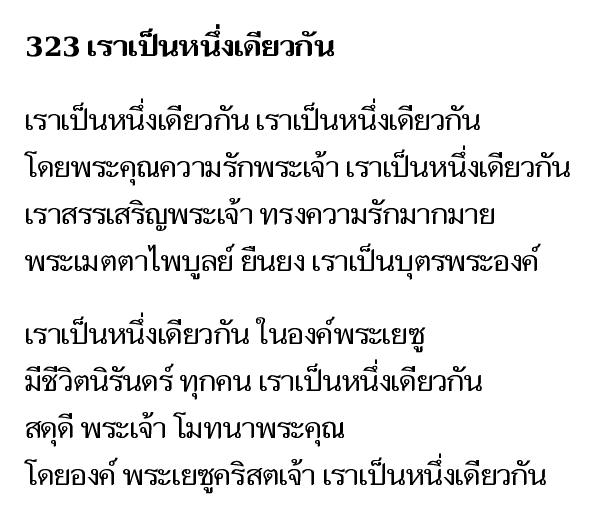 323 เราเป็นหนึ่งเดียวกัน
เราเป็นหนึ่งเดียวกัน เราเป็นหนึ่งเดียวกัน
โดยพระคุณความรักพระเจ้า เราเป็นหนึ่งเดียวกัน
เราสรรเสริญพระเจ้า ทรงความรักมากมาย
พระเมตตาไพบูลย์ ยืนยง เราเป็นบุตรพระองค์
เราเป็นหนึ่งเดียวกัน ในองค์พระเยซู
มีชีวิตนิรันดร์ ทุกคน เราเป็นหนึ่งเดียวกัน
สดุดี พระเจ้า โมทนาพระคุณ
โดยองค์ พระเยซูคริสตเจ้า เราเป็นหนึ่งเดียวกัน